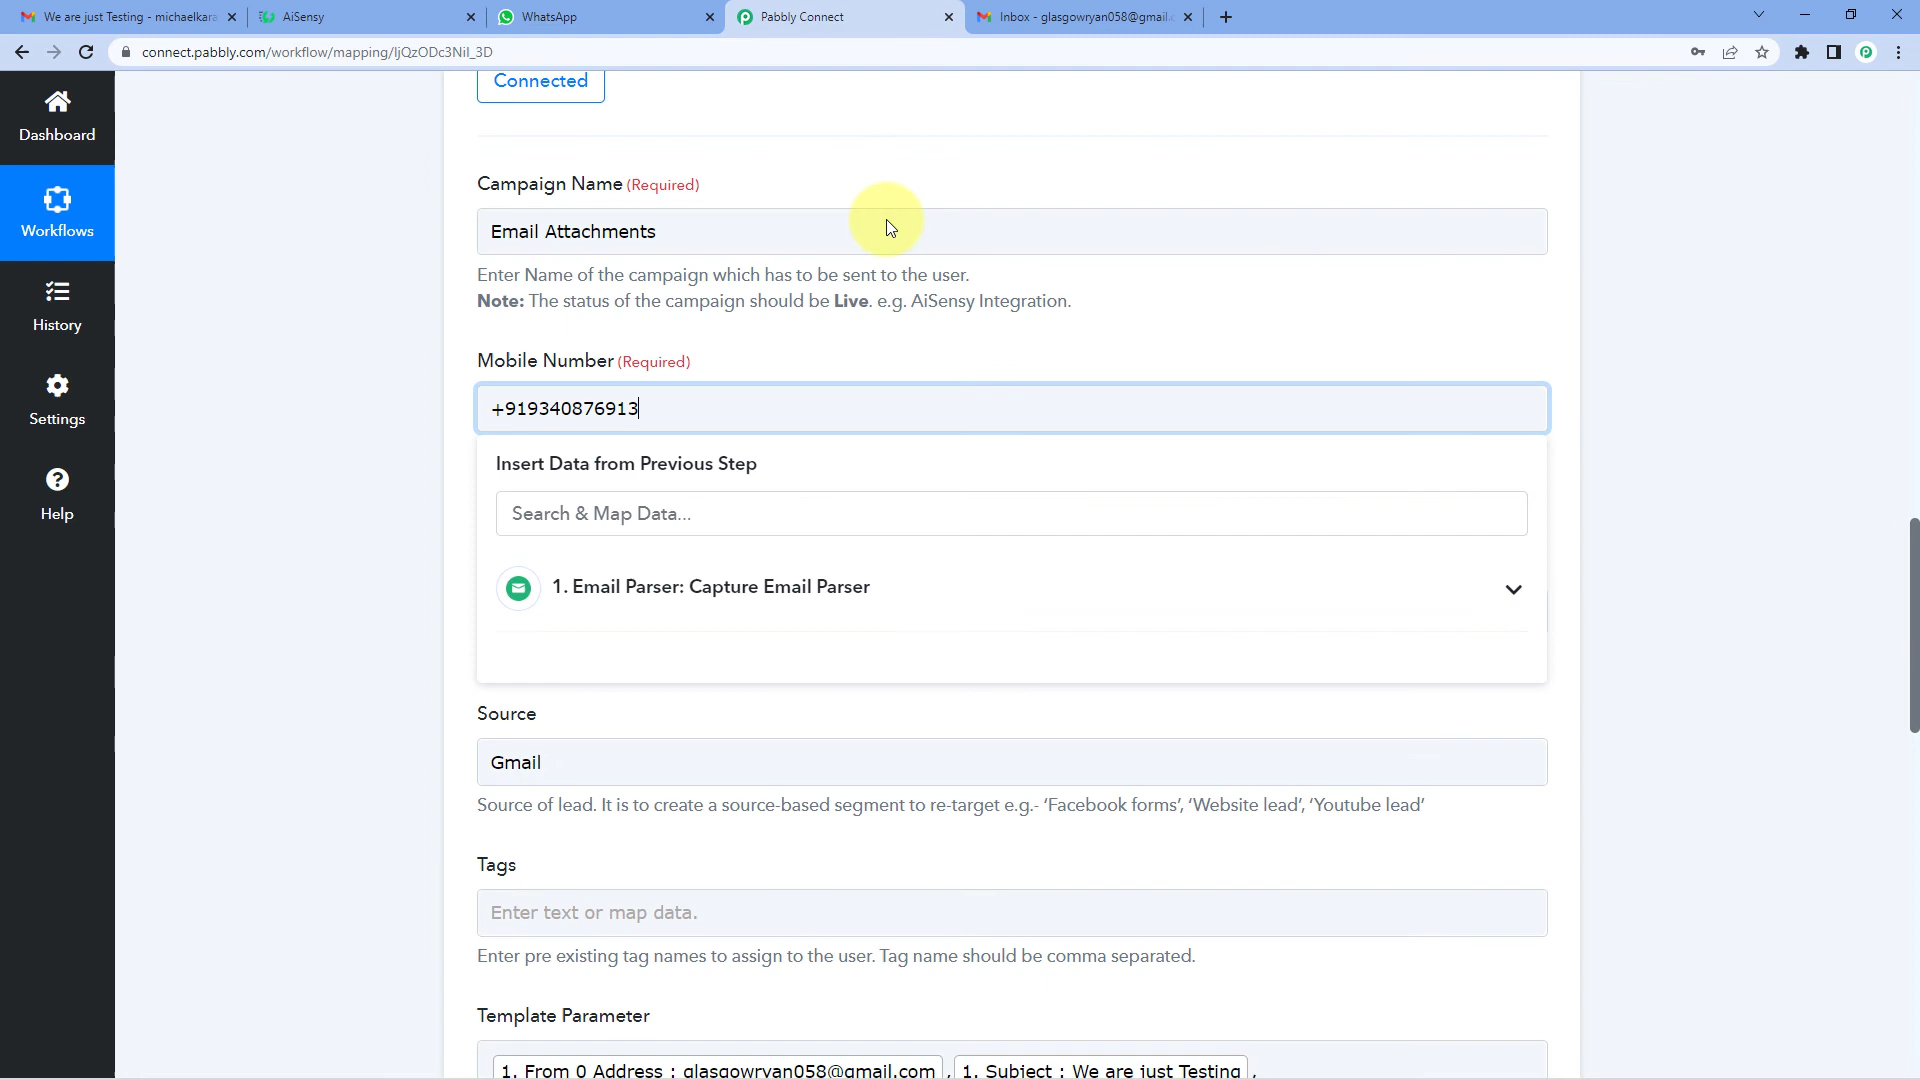 We are just Testing - michaelkara
AiSensy
WhatsApp
Pabbly Connect
Inbox - glasgowryan058@gmail.c
connect.pabbly.com/workflow/mapping/IjQzODc3NiI_3D
Dashboard
Workflows
History
Settings
Help
Connected
Campaign Name (Required)
Email Attachments
Enter Name of the campaign which has to be sent to the user.
Note: The status of the campaign should be Live. e.g. AiSensy Integration.
Mobile Number (Required)
+919340876913
Insert Data from Previous Step
Search & Map Data...
1. Email Parser: Capture Email Parser
Source
Gmail
Source of lead. It is to create a source-based segment to re-target e.g.- ‘Facebook forms’, ‘Website lead’, ‘Youtube lead’
Tags
Enter text or map data.
Enter pre existing tag names to assign to the user. Tag name should be comma separated.
Template Parameter
1. From 0 Address : glasgowryan058@gmail.com , 1. Subject : We are just Testing ,